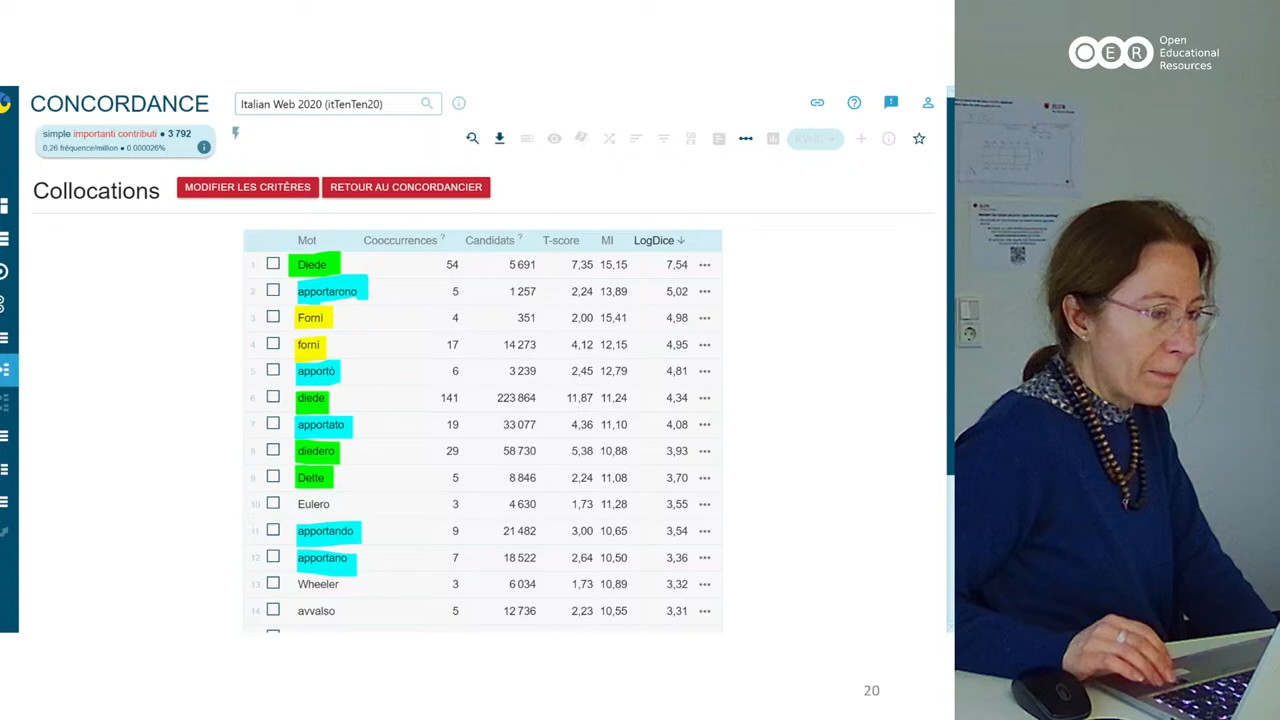 Open
Educational
Resources
OER
CONCORDANCE
Italian Web 2020 (itTenTen20)
simple importanti contributi • 3 792
0,26 fréquence/million • 0.000026%
KWIC
Collocations
MODIFIER LES CRITÈRES
RETOUR AU CONCORDANCIER
Mot Cooccurrences ? Candidats ? T-score MI LogDice ↓
1 Diede 54 5 691 7,35 15,15 7,54 •••
2 apportarono 5 1 257 2,24 13,89 5,02 •••
3 Fornì 4 351 2,00 15,41 4,98 •••
4 fornì 17 14 273 4,12 12,15 4,95 •••
5 apportò 6 3 239 2,45 12,79 4,81 •••
6 diede 141 223 864 11,87 11,24 4,34 •••
7 apportato 19 33 077 4,36 11,10 4,08 •••
8 diedero 29 58 730 5,38 10,88 3,93 •••
9 Dette 5 8 846 2,24 11,08 3,70 •••
10 Eulero 3 4 630 1,73 11,28 3,55 •••
11 apportando 9 21 482 3,00 10,65 3,54 •••
12 apportano 7 18 522 2,64 10,50 3,36 •••
13 Wheeler 3 6 034 1,73 10,89 3,32 •••
14 avvalso 5 12 736 2,23 10,55 3,31 •••
20